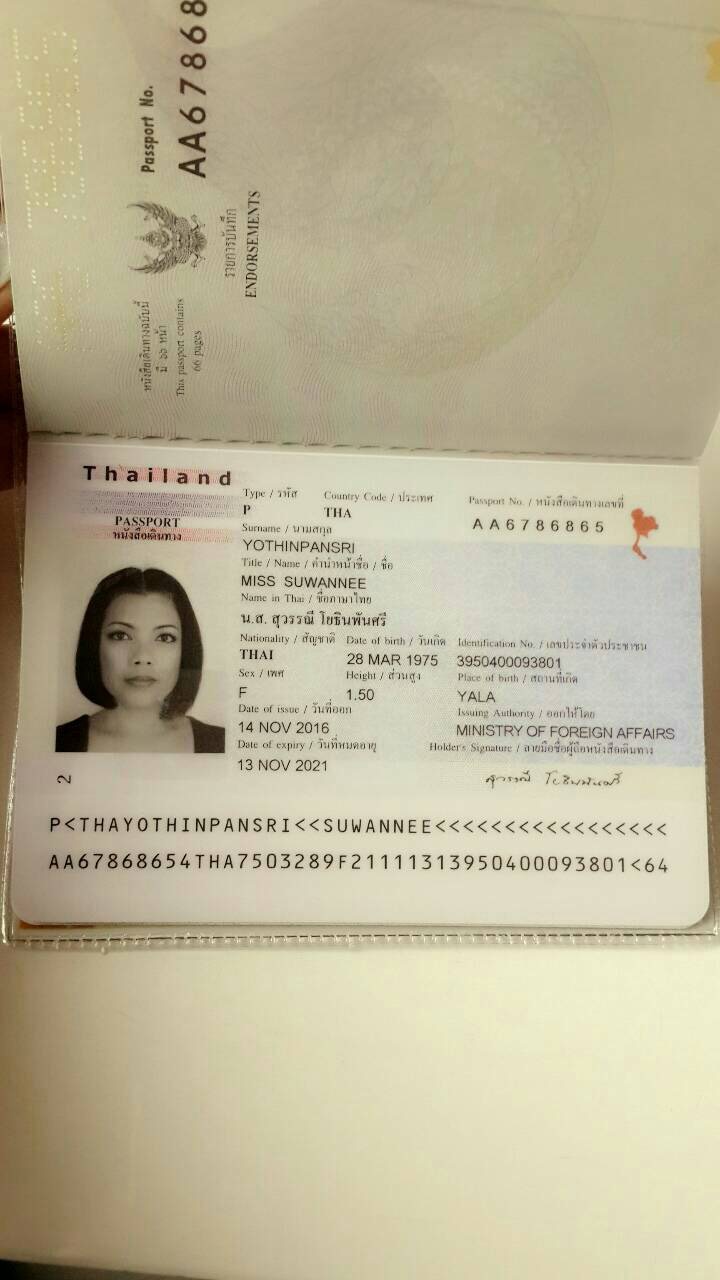 Passport No.
AA67868
รายการบันทึก
ENDORSEMENTS
หนังสือเดินทางฉบับนี้
มี ๖๖ หน้า
This passport contains
66 pages
Thailand
PASSPORT
หนังสือเดินทาง
Type / รหัส Country Code / ประเทศ Passport No. / หนังสือเดินทางเลขที่
P THA AA6786865
Surname / นามสกุล
YOTHINPANSRI
Title / Name / คำนำหน้าชื่อ / ชื่อ
MISS SUWANNEE
Name in Thai / ชื่อภาษาไทย
น.ส. สุวรรณี โยธินพันศรี
Nationality / สัญชาติ Date of birth / วันเกิด Identification No. / เลขประจำตัวประชาชน
THAI 28 MAR 1975 3950400093801
Sex / เพศ Height / ส่วนสูง Place of birth / สถานที่เกิด
F 1.50 YALA
Date of issue / วันที่ออก Issuing Authority / ออกให้โดย
14 NOV 2016 MINISTRY OF FOREIGN AFFAIRS
Date of expiry / วันที่หมดอายุ Holder's Signature / ลายมือชื่อผู้ถือหนังสือเดินทาง
13 NOV 2021
สุวรรณี โยธินพันศรี
2
P<THAYOTHINPANSRI<<SUWANNEE<<<<<<<<<<<<<<<<<
AA67868654THA7503289F21111313950400093801<64